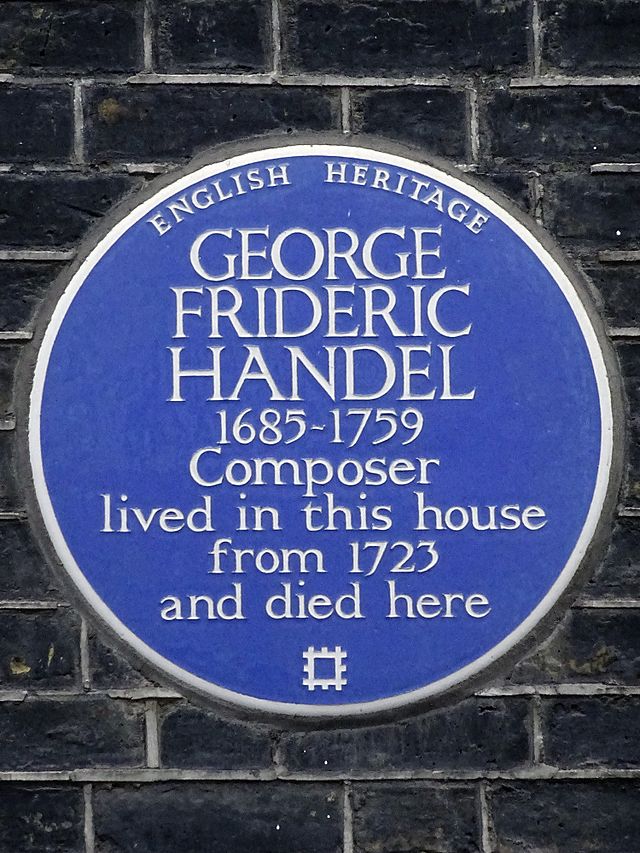 ENGLISH HERITAGE
GEORGE
FRIDERIC
HANDEL
1685-1759
Composer
lived in this house
from 1723
and died here